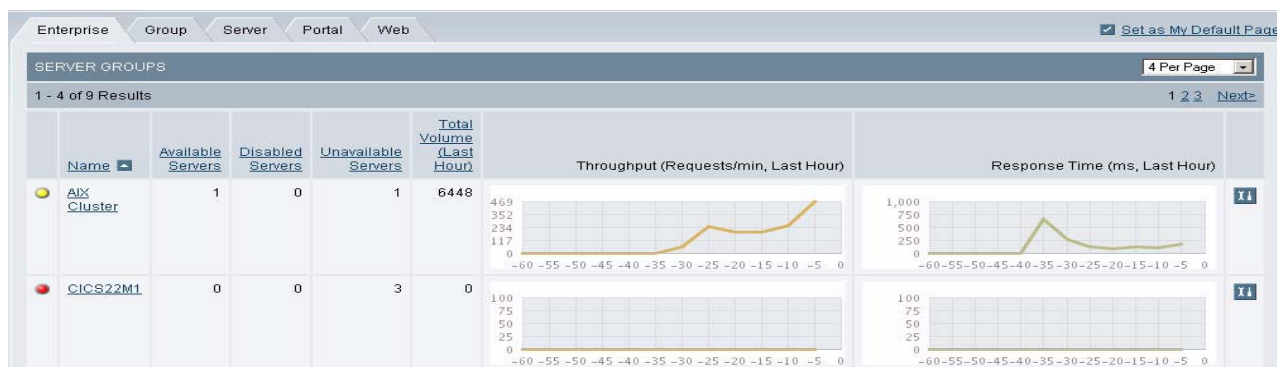 Enterprise Group Server Portal Web Set as My Default Page
SERVER GROUPS 4 Per Page
1 - 4 of 9 Results 1 2 3 Next>
Name Available Servers Disabled Servers Unavailable Servers Total Volume (Last Hour) Throughput (Requests/min, Last Hour) Response Time (ms, Last Hour)
AIX Cluster 1 0 1 6448
469
352
234
117
0
-60 -55 -50 -45 -40 -35 -30 -25 -20 -15 -10 -5 0
1,000
750
500
250
0
-60-55-50-45-40-35-30-25-20-15-10 -5 0
CICS22M1 0 0 3 0
100
75
50
25
0
-60 -55 -50 -45 -40 -35 -30 -25 -20 -15 -10 -5 0
100
75
50
25
0
-60-55-50-45-40-35-30-25-20-15-10 -5 0